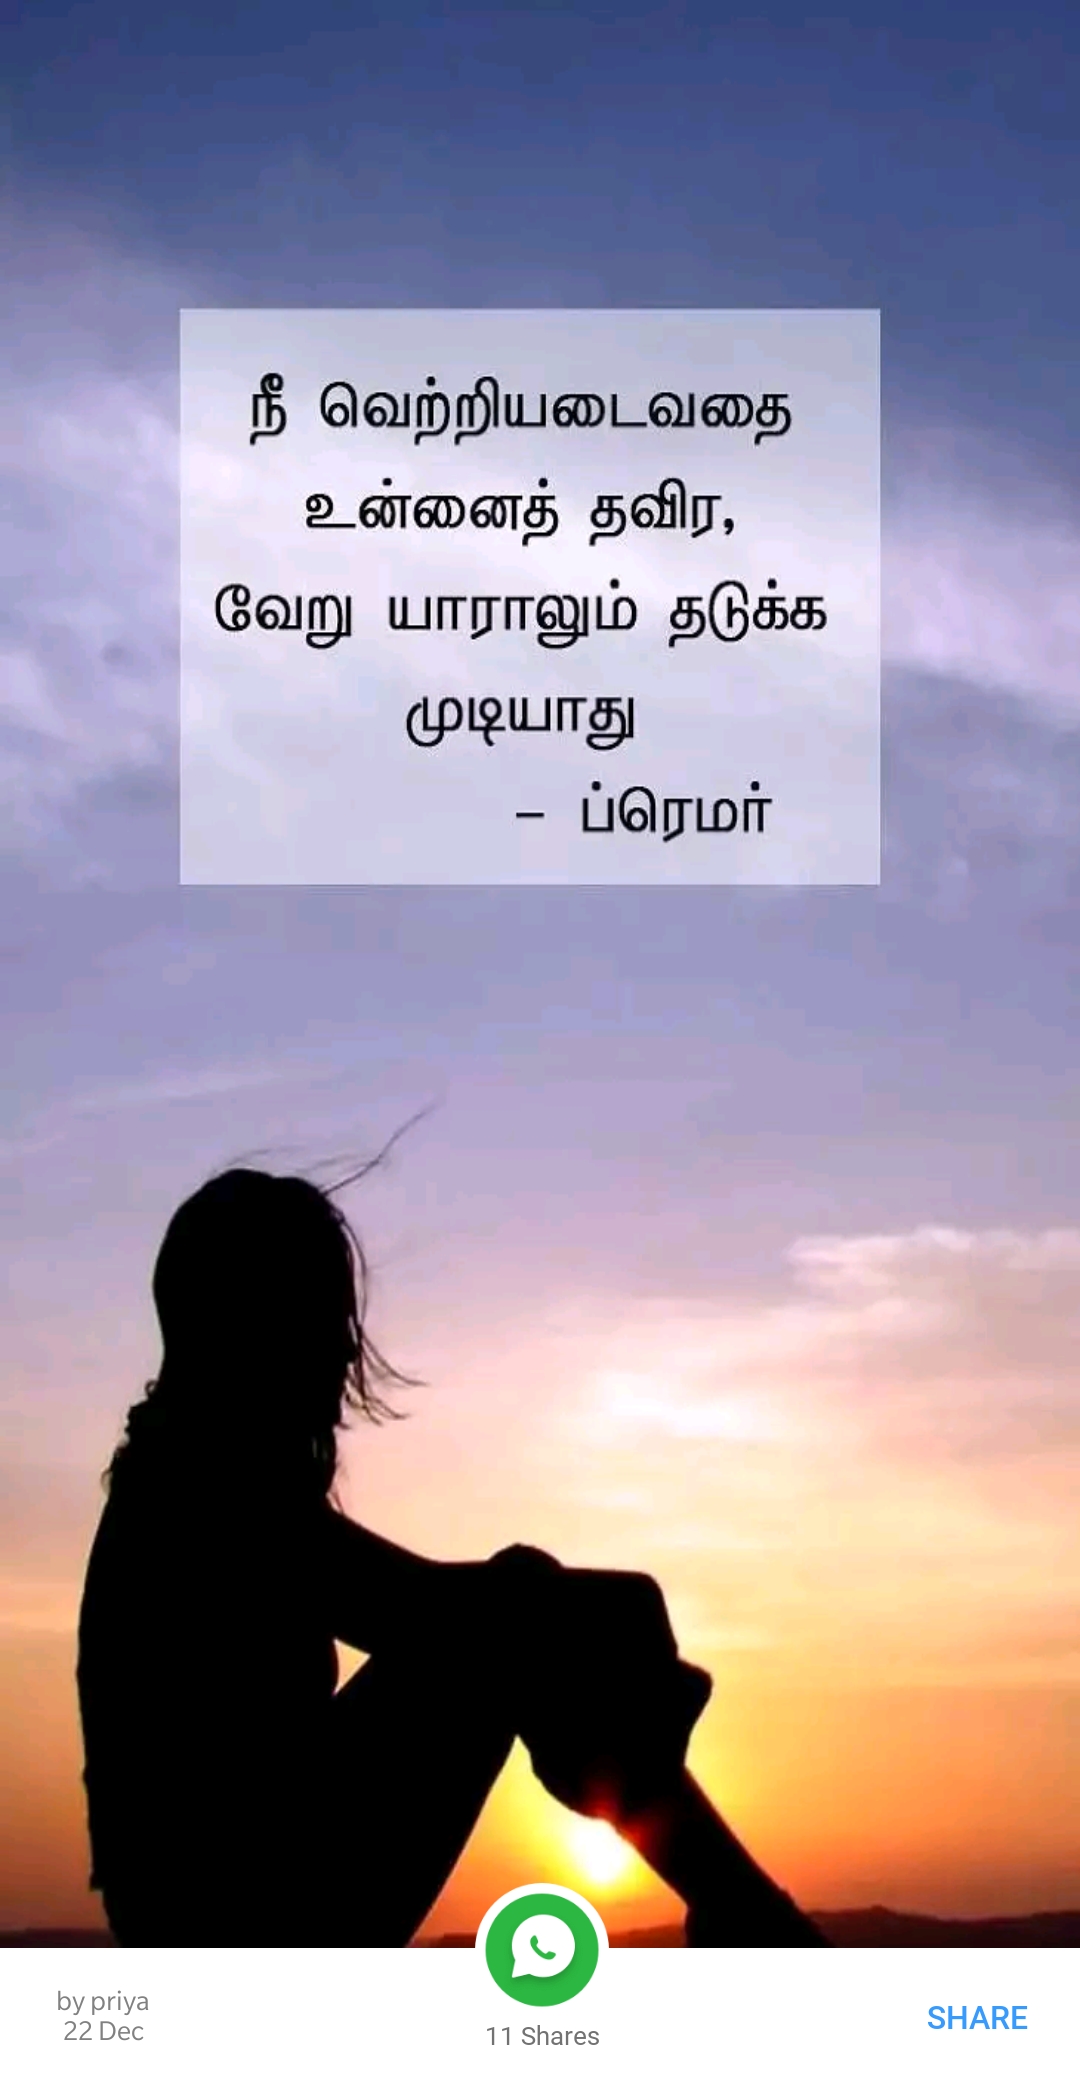 நீ வெற்றியடைவதை
உன்னைத் தவிர,
வேறு யாராலும் தடுக்க
முடியாது
– ப்ரெமர்
by priya
22 Dec
11 Shares
SHARE